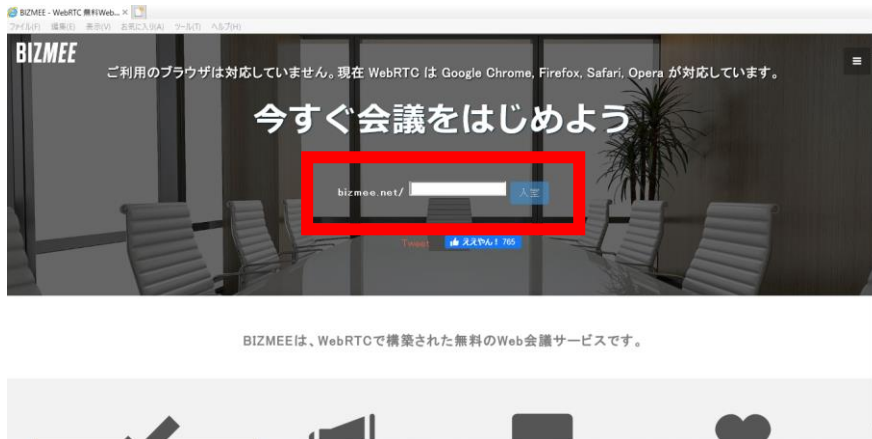 BIZMEE - WebRTC 無料Web...
ファイル(F) 編集(E) 表示(V) お気に入り(A) ツール(T) ヘルプ(H)
BIZMEE
ご利用のブラウザは対応していません。現在 WebRTC は Google Chrome, Firefox, Safari, Opera が対応しています。
今すぐ会議をはじめよう
bizmee.net/ 入室
Tweet ええやん! 765
BIZMEEは、WebRTCで構築された無料のWeb会議サービスです。